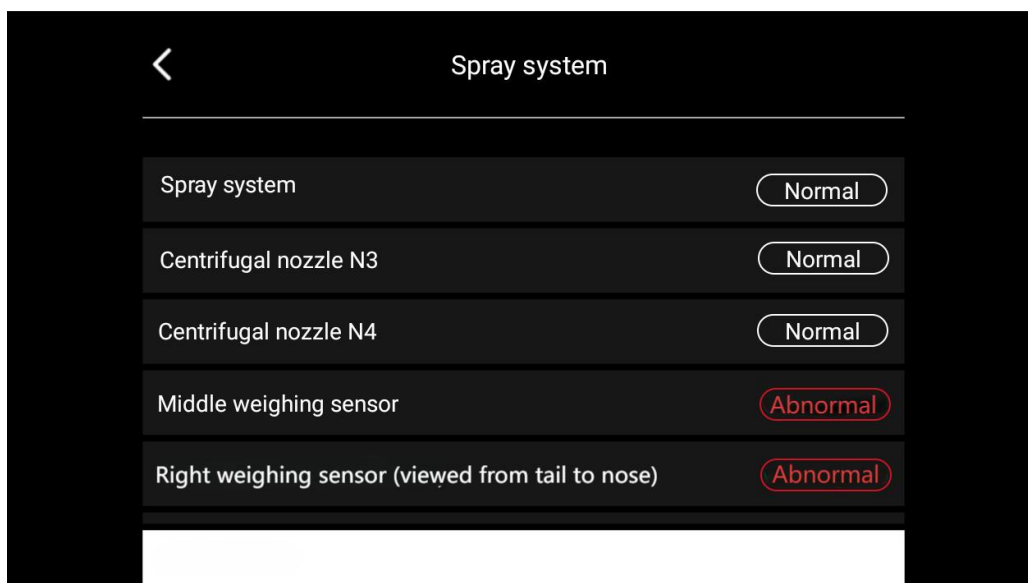 Spray system
Spray system
Normal
Centrifugal nozzle N3
Normal
Centrifugal nozzle N4
Normal
Middle weighing sensor
Abnormal
Right weighing sensor (viewed from tail to nose)
Abnormal